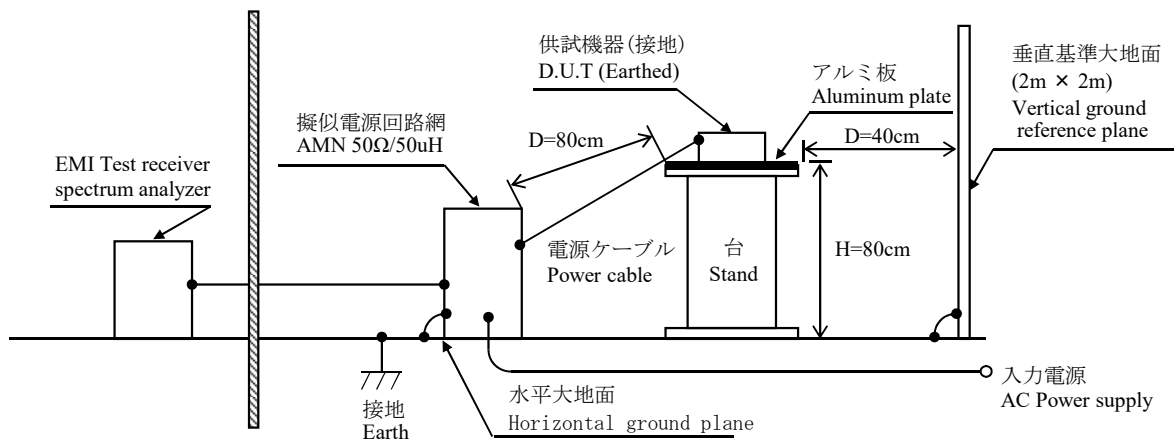 供試機器(接地)
D.U.T (Earthed)
アルミ板
Aluminum plate
垂直基準大地面
(2m × 2m)
Vertical ground
reference plane
擬似電源回路網
AMN 50Ω/50uH
D=80cm
D=40cm
EMI Test receiver
spectrum analyzer
電源ケーブル
Power cable
台
Stand
H=80cm
接地
Earth
水平大地面
Horizontal ground plane
入力電源
AC Power supply